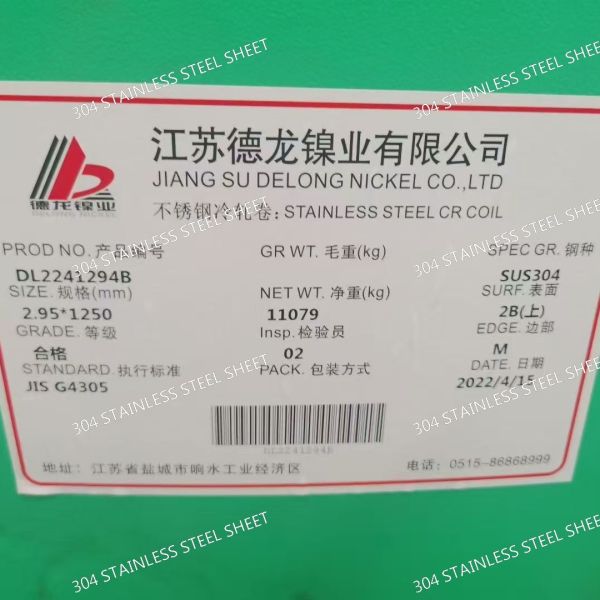 304 STAINLESS STEEL SHEET
304 STAINLESS STEEL SHEET
德龙镍业
DELONG NICKEL
江苏德龙镍业有限公司
JIANG SU DELONG NICKEL CO.,LTD
不锈钢冷轧卷: STAINLESS STEEL CR COIL
PROD NO. 产品编号 GR WT. 毛重(kg) SPEC GR. 钢种
DL2241294B SUS304
SIZE. 规格(mm) NET WT. 净重(kg) SURF. 表面
2.95*1250 11079 2B(上)
GRADE. 等级 Insp. 检验员 EDGE. 边部
合格 02 M
STANDARD. 执行标准 PACK. 包装方式 DATE. 日期
JIS G4305 2022/4/15
304 STAINLESS STEEL SHEET
304 STAINLESS STEEL SHEET
DL2241294B
地址: 江苏省盐城市响水工业经济区 电话: 0515-86868999
304 STAINLESS STEEL SHEET
304 STAINLESS STEEL SHEET